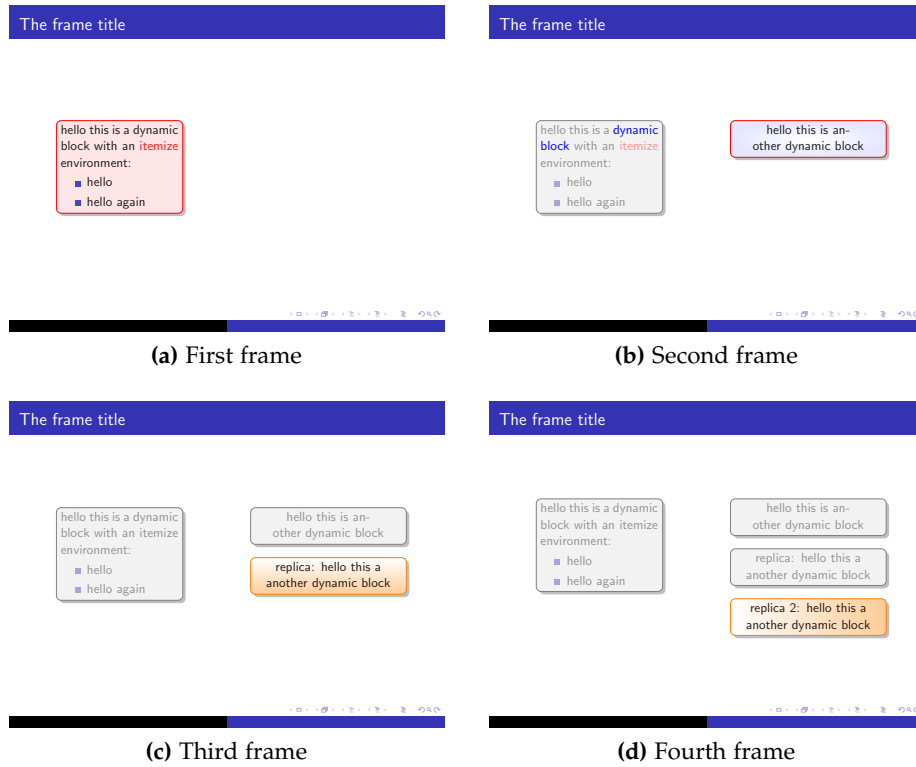 The frame title
hello this is a dynamic
block with an itemize
environment:
hello
hello again
(a) First frame
The frame title
hello this is a dynamic
block with an itemize
environment:
hello
hello again
hello this is an-
other dynamic block
(b) Second frame
The frame title
hello this is a dynamic
block with an itemize
environment:
hello
hello again
hello this is an-
other dynamic block
replica: hello this a
another dynamic block
(c) Third frame
The frame title
hello this is a dynamic
block with an itemize
environment:
hello
hello again
hello this is an-
other dynamic block
replica: hello this a
another dynamic block
replica 2: hello this a
another dynamic block
(d) Fourth frame